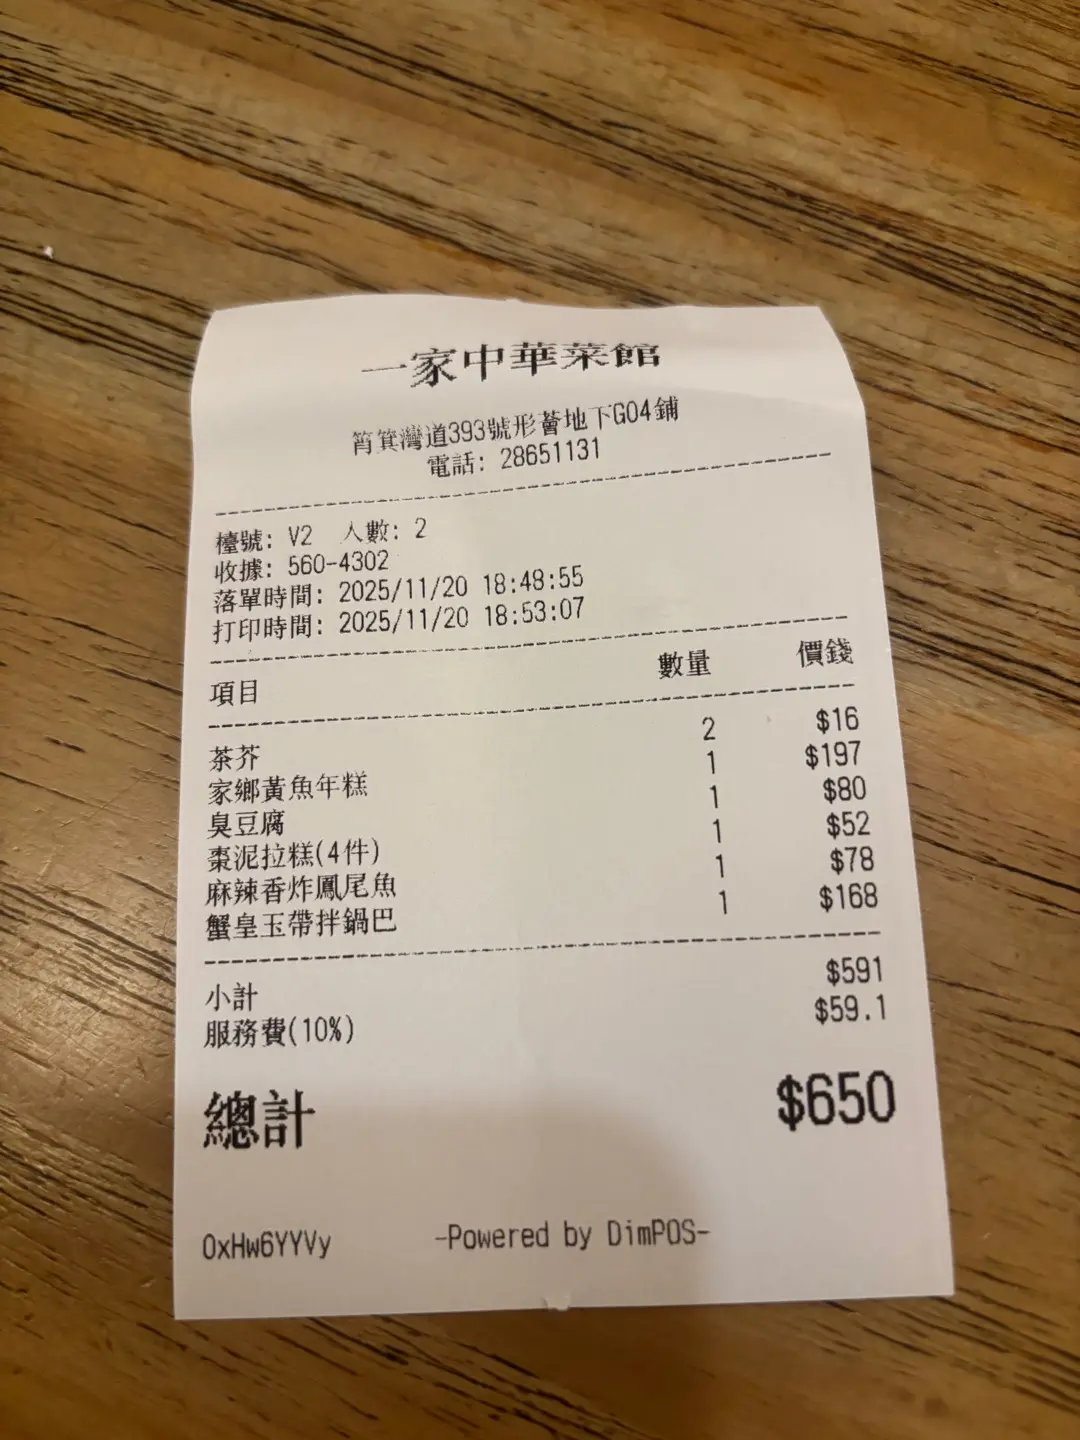 一家中華菜館
筲箕灣道393號形薈地下G04鋪
電話: 28651131
檯號: V2 人數: 2
收據: 560-4302
落單時間: 2025/11/20 18:48:55
打印時間: 2025/11/20 18:53:07
項目 數量 價錢
茶芥 2 $16
家鄉黃魚年糕 1 $197
臭豆腐 1 $80
棗泥拉糕(4件) 1 $52
麻辣香炸鳳尾魚 1 $78
蟹皇玉帶拌鍋巴 1 $168
小計 $591
服務費(10%) $59.1
總計 $650
0xHw6YYVy -Powered by DimPOS-